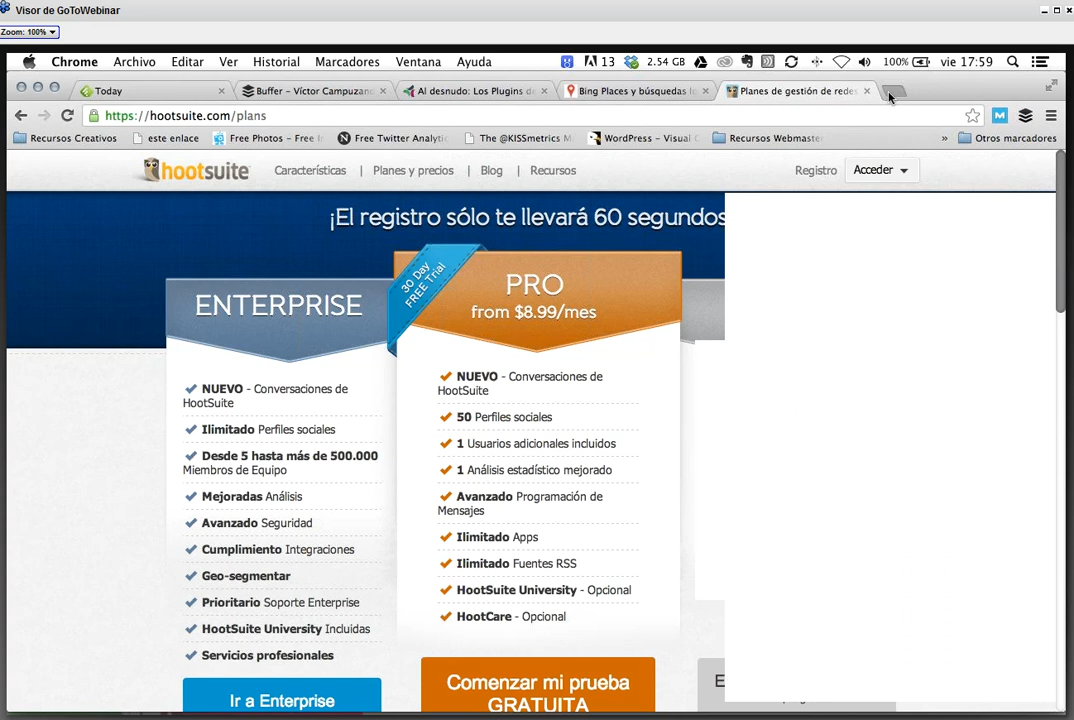 Visor de GoToWebinar
Zoom: 100%
Chrome Archivo Editar Ver Historial Marcadores Ventana Ayuda 13 2.54 GB 100% vie 17:59
Today Buffer – Víctor Campuzano Al desnudo: Los Plugins de Bing Places y búsquedas lo Planes de gestión de redes
https://hootsuite.com/plans
Recursos Creativos este enlace Free Photos – Free I Free Twitter Analytic The @KISSmetrics M WordPress – Visual C Recursos Webmaster » Otros marcadores
hootsuite Características | Planes y precios | Blog | Recursos Registro Acceder
¡El registro sólo te llevará 60 segundos
30 Day
FREE Trial
ENTERPRISE
NUEVO - Conversaciones de
HootSuite
Ilimitado Perfiles sociales
Desde 5 hasta más de 500.000
Miembros de Equipo
Mejoradas Análisis
Avanzado Seguridad
Cumplimiento Integraciones
Geo-segmentar
Prioritario Soporte Enterprise
HootSuite University Incluidas
Servicios profesionales
Ir a Enterprise
PRO
from $8.99/mes
NUEVO - Conversaciones de
HootSuite
50 Perfiles sociales
1 Usuarios adicionales incluidos
1 Análisis estadístico mejorado
Avanzado Programación de
Mensajes
Ilimitado Apps
Ilimitado Fuentes RSS
HootSuite University - Opcional
HootCare - Opcional
Comenzar mi prueba
GRATUITA
E